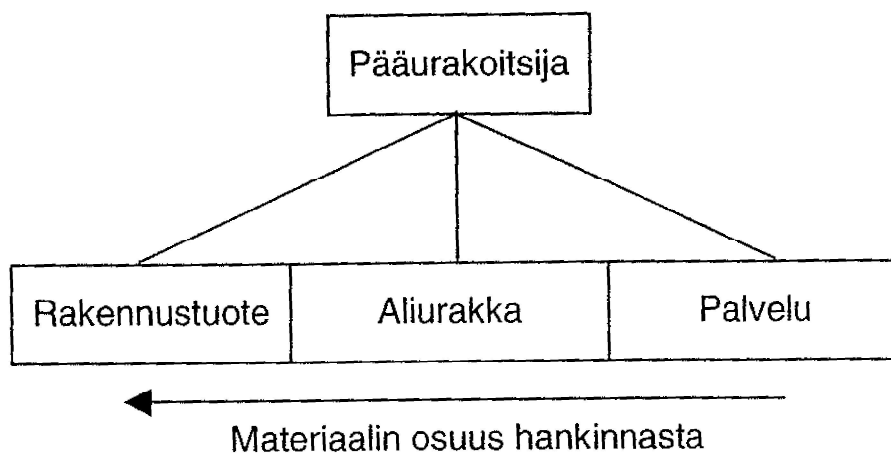 Pääurakoitsija
Rakennustuote
Aliurakka
Palvelu
Materiaalin osuus hankinnasta